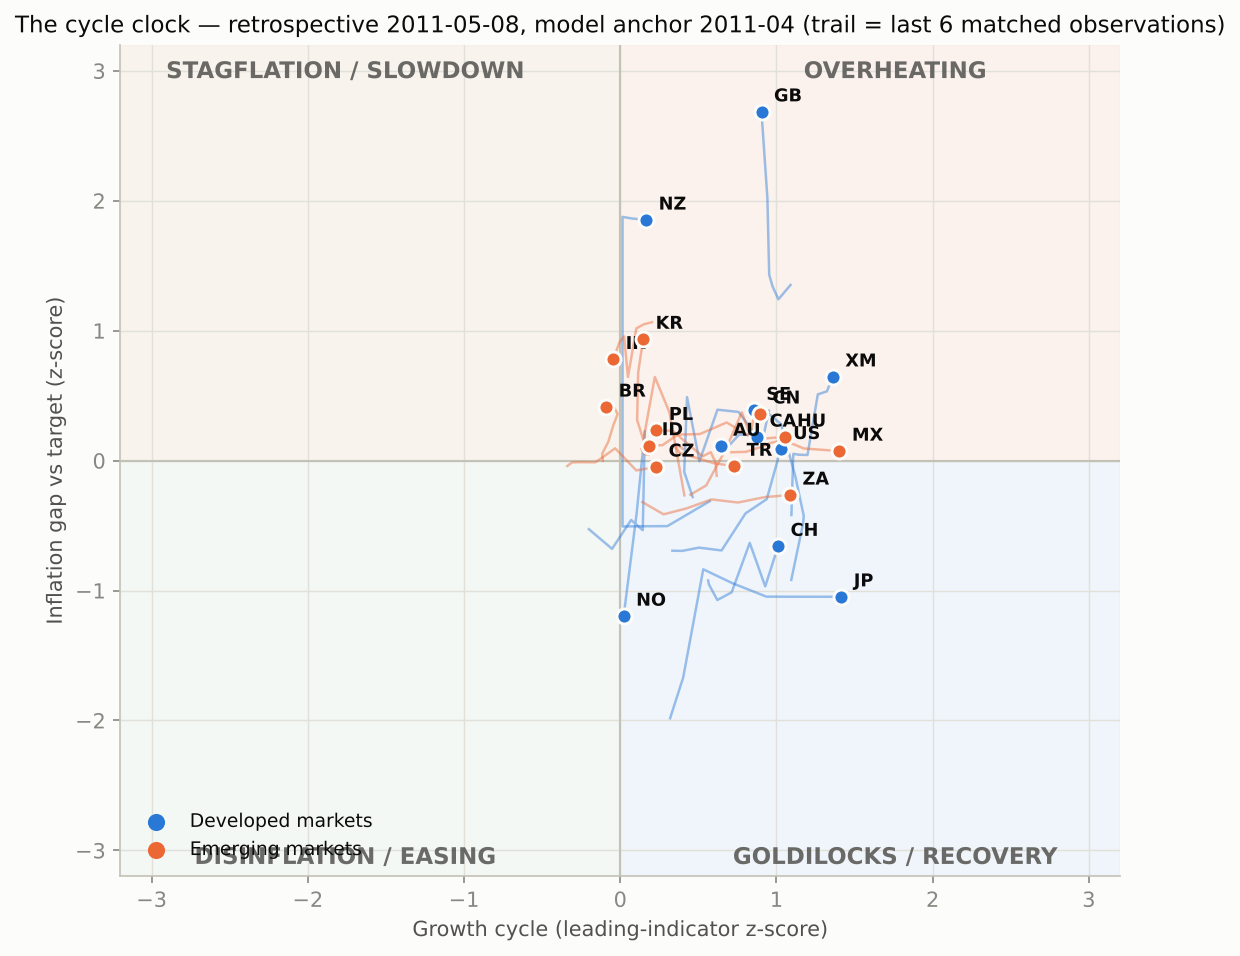 The cycle clock — retrospective 2011-05-08, model anchor 2011-04 (trail = last 6 matched observations)
STAGFLATION / SLOWDOWN
OVERHEATING
GB
NZ
KR
XM
BR
SE
CN
PL
CA
HU
ID
AU
US
MX
CZ
TR
ZA
CH
JP
NO
3
2
1
0
−1
−2
−3
Inflation gap vs target (z-score)
Developed markets
Emerging markets
DISINFLATION / EASING
GOLDILOCKS / RECOVERY
−3
−2
−1
0
1
2
3
Growth cycle (leading-indicator z-score)